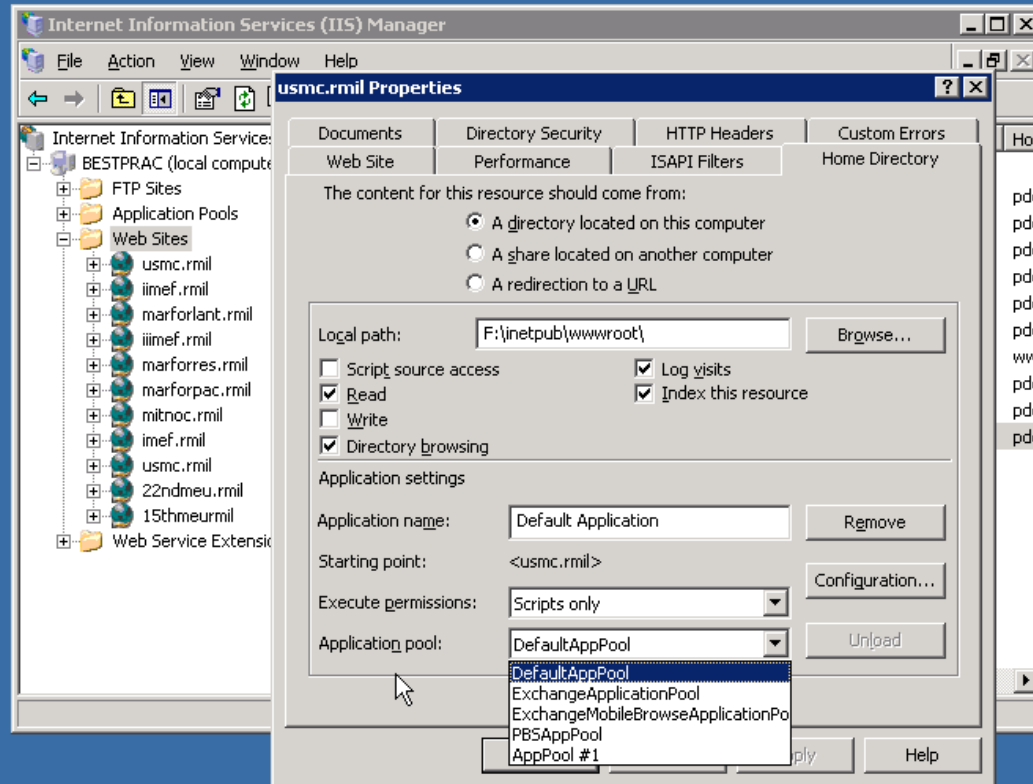 Internet Information Services (IIS) Manager
File Action View Window Help
usmc.rmil Properties
Internet Information Services
BESTPRAC (local compute
FTP Sites
Application Pools
Web Sites
usmc.rmil
iimef.rmil
marforlant.rmil
iiimef.rmil
marforres.rmil
marforpac.rmil
mitnoc.rmil
imef.rmil
usmc.rmil
22ndmeu.rmil
15thmeurmil
Web Service Extensio
Documents Directory Security HTTP Headers Custom Errors
Web Site Performance ISAPI Filters Home Directory
The content for this resource should come from:
A directory located on this computer
A share located on another computer
A redirection to a URL
Local path: F:\inetpub\wwwroot\ Browse...
Script source access Log visits
Read Index this resource
Write
Directory browsing
Application settings
Application name: Default Application Remove
Starting point: <usmc.rmil>
Configuration...
Execute permissions: Scripts only
Application pool: DefaultAppPool Unload
DefaultAppPool
ExchangeApplicationPool
ExchangeMobileBrowseApplicationPo
PBSAppPool
AppPool #1
Help
Ho